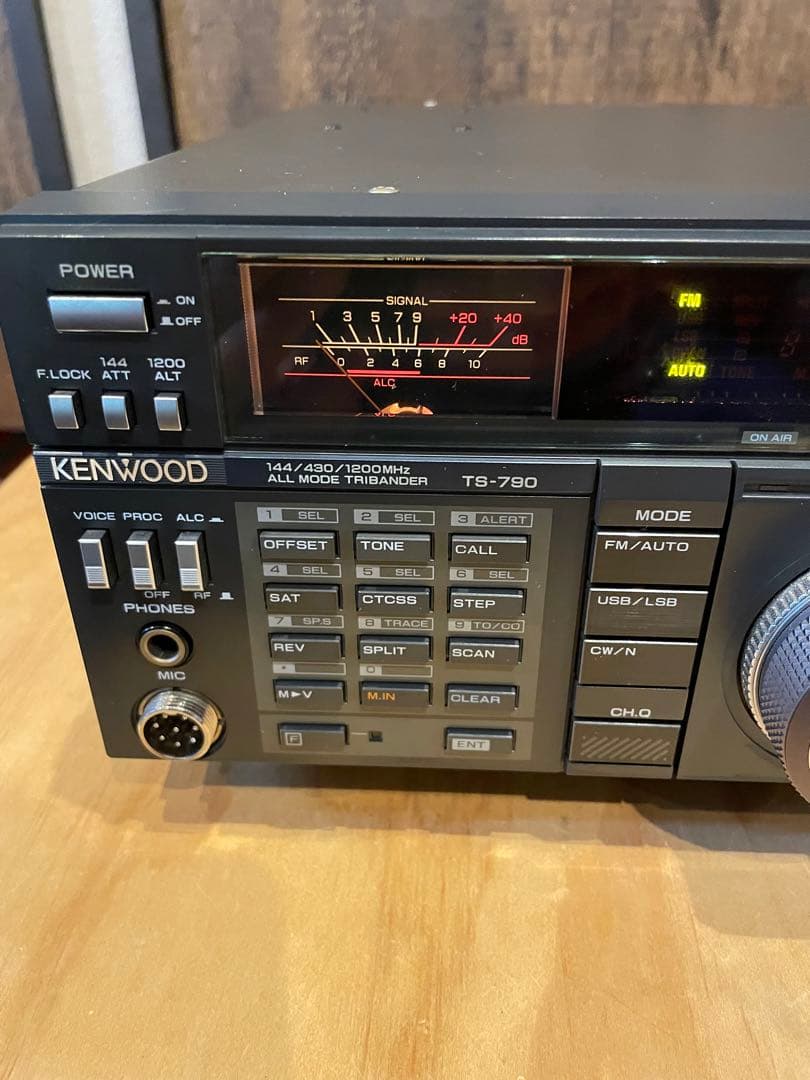 POWER
ON
OFF
F.LOCK
144
ATT
1200
ALT
SIGNAL
1 3 5 7 9 +20 +40
dB
RF 0 2 4 6 8 10
ALC
FM
AUTO
TONE
ON AIR
KENWOOD
144/430/1200MHz
ALL MODE TRIBANDER
TS-790
VOICE PROC ALC
OFF RF
PHONES
MIC
1 SEL 2 SEL 3 ALERT
OFFSET TONE CALL
4 SEL 5 SEL 6 SEL
SAT CTCSS STEP
7 SP.S 8 TRACE 9 TO/CO
REV SPLIT SCAN
• 0
M►V M.IN CLEAR
F ENT
MODE
FM/AUTO
USB/LSB
CW/N
CH.Q